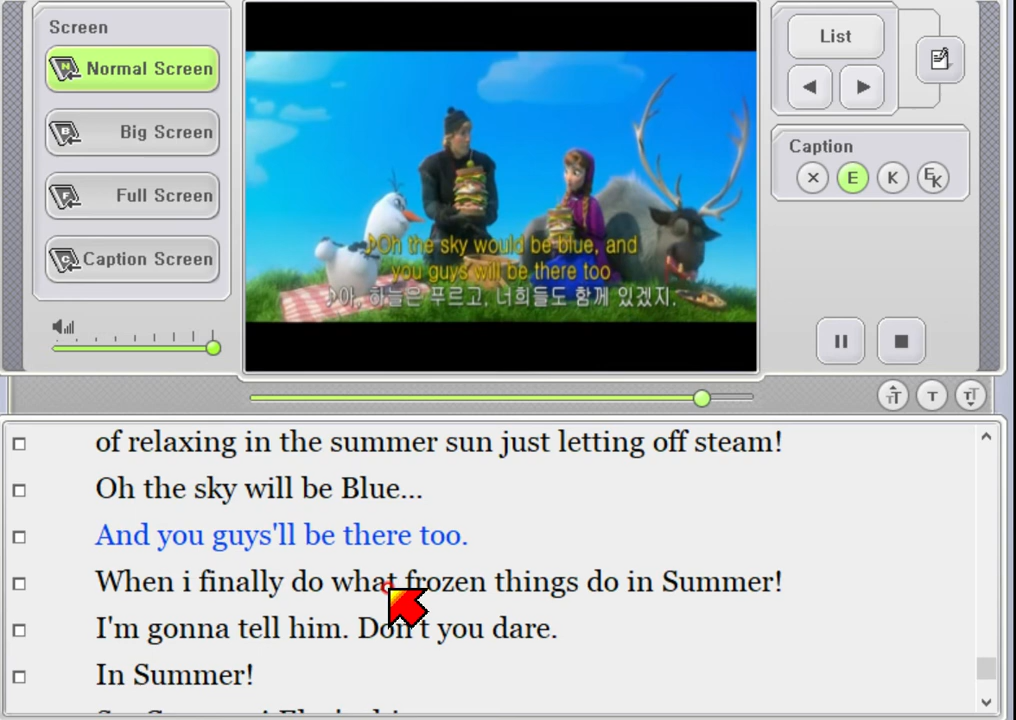 Screen
Normal Screen
Big Screen
Full Screen
Caption Screen
♪Oh the sky would be blue, and
you guys will be there too
♪아, 하늘은 푸르고, 너희들도 함께 있겠지.
List
Caption
X E K EK
T T T
of relaxing in the summer sun just letting off steam!
Oh the sky will be Blue...
And you guys'll be there too.
When i finally do what frozen things do in Summer!
I'm gonna tell him. Don't you dare.
In Summer!